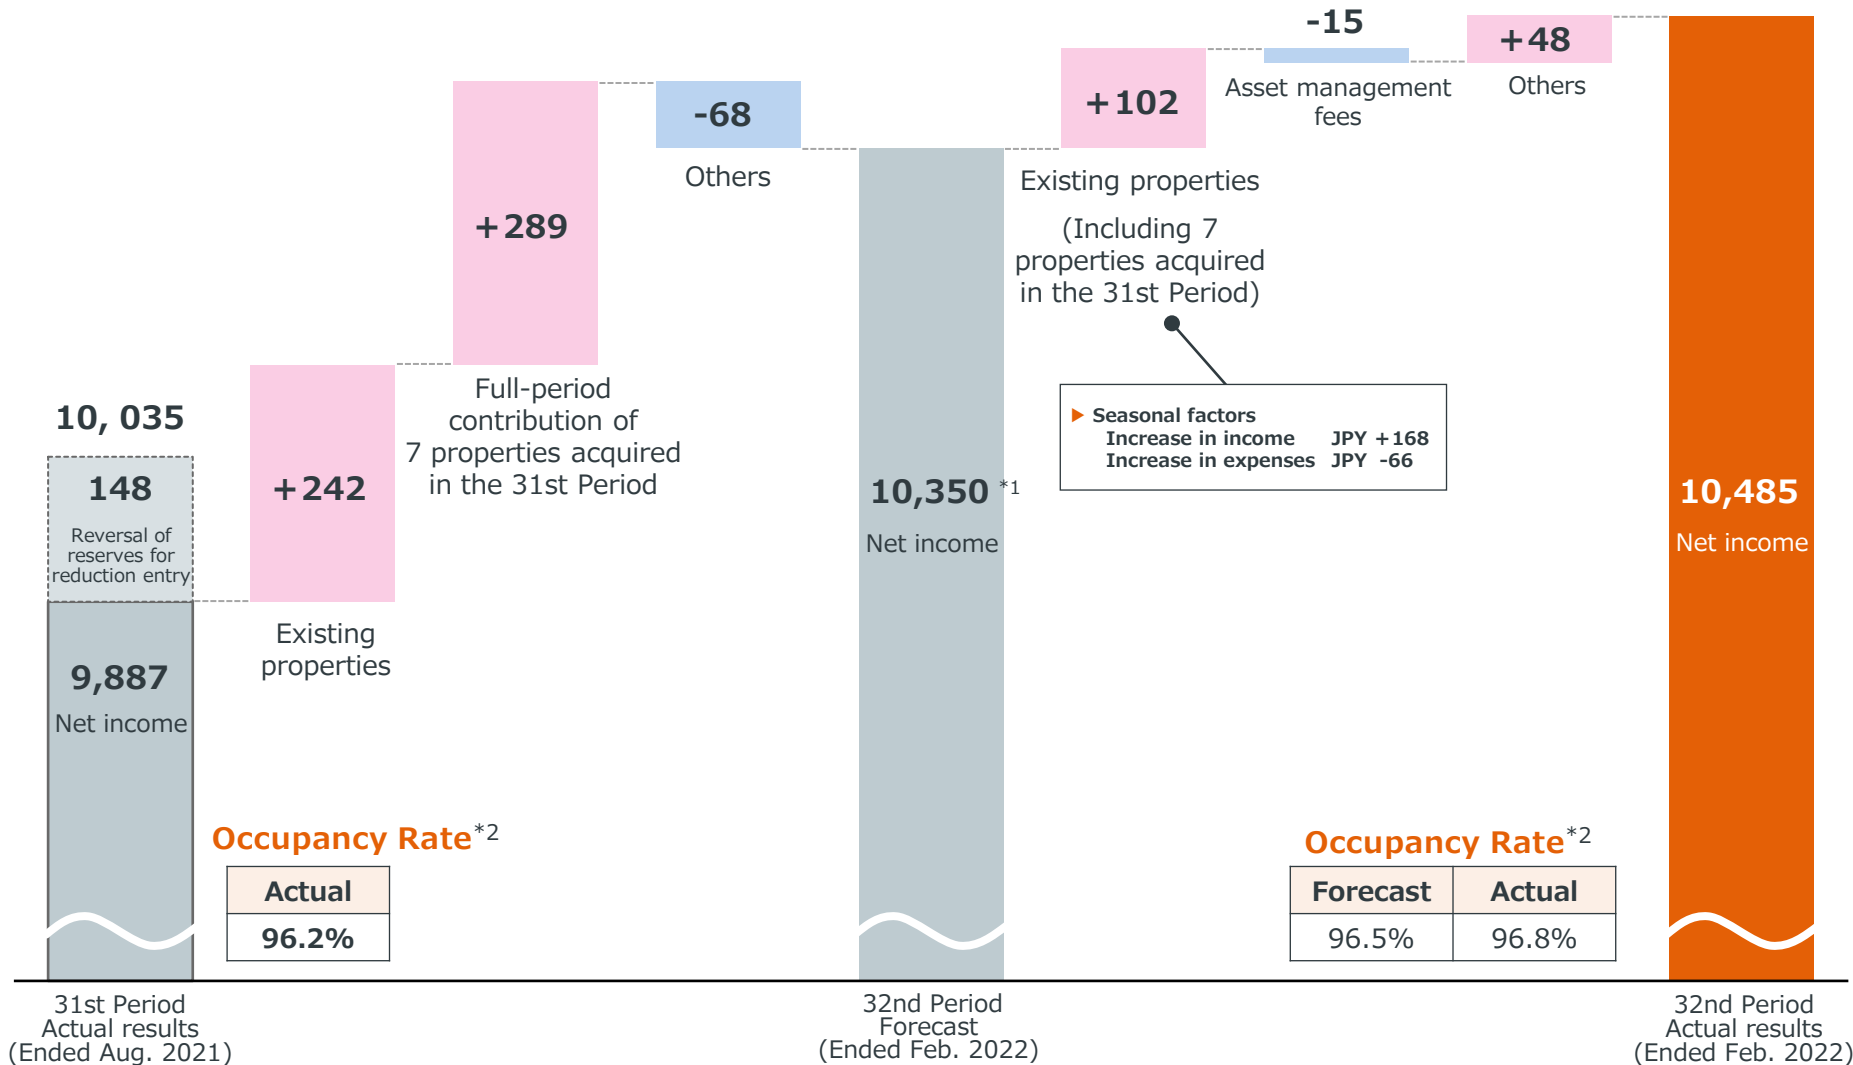 10, 035
148
Reversal of
reserves for
reduction entry
9,887
Net income
+242
Existing
properties
+289
Full-period
contribution of
7 properties acquired
in the 31st Period
-68
Others
10,350 *1
Net income
+102
Existing properties
(Including 7
properties acquired
in the 31st Period)
▶ Seasonal factors
Increase in income JPY +168
Increase in expenses JPY -66
-15
Asset management
fees
+48
Others
10,485
Net income
Occupancy Rate*2
Actual
96.2%
Occupancy Rate*2
Forecast Actual
96.5% 96.8%
31st Period
Actual results
(Ended Aug. 2021)
32nd Period
Forecast
(Ended Feb. 2022)
32nd Period
Actual results
(Ended Feb. 2022)